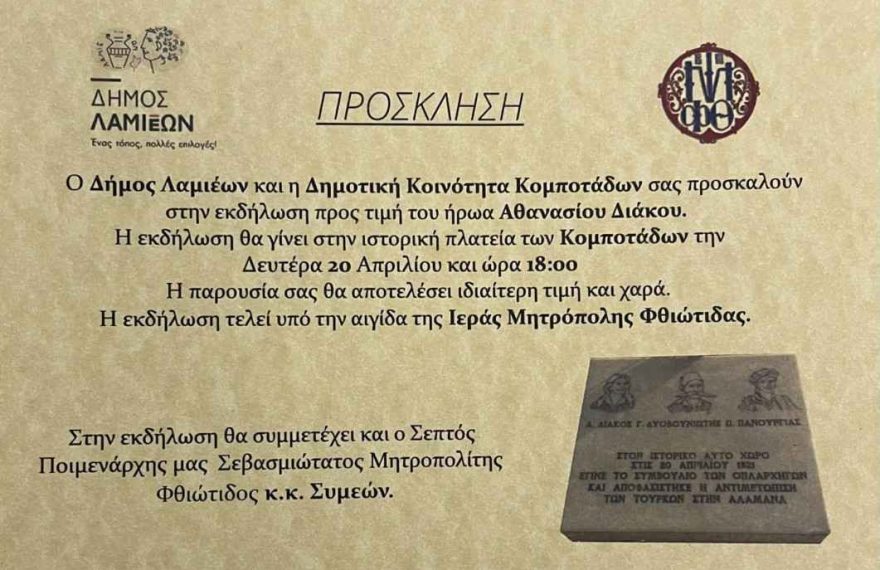 ΔΗΜΟΣ
ΛΑΜΙΕΩΝ
Ένας τόπος, πολλές επιλογές!
ΠΡΟΣΚΛΗΣΗ
Ο Δήμος Λαμιέων και η Δημοτική Κοινότητα Κομποτάδων σας προσκαλούν
στην εκδήλωση προς τιμή του ήρωα Αθανασίου Διάκου.
Η εκδήλωση θα γίνει στην ιστορική πλατεία των Κομποτάδων την
Δευτέρα 20 Απριλίου και ώρα 18:00
Η παρουσία σας θα αποτελέσει ιδιαίτερη τιμή και χαρά.
Η εκδήλωση τελεί υπό την αιγίδα της Ιεράς Μητρόπολης Φθιώτιδας.
Στην εκδήλωση θα συμμετέχει και ο Σεπτός
Ποιμενάρχης μας Σεβασμιώτατος Μητροπολίτης
Φθιώτιδος κ.κ. Συμεών.
Α. ΔΙΑΚΟΣ Γ. ΔΥΟΒΟΥΝΙΩΤΗΣ Π. ΠΑΝΟΥΡΓΙΑΣ
ΣΤΟΝ ΙΣΤΟΡΙΚΟ ΑΥΤΟ ΧΩΡΟ
ΣΤΙΣ 20 ΑΠΡΙΛΙΟΥ 1821
ΕΓΙΝΕ ΤΟ ΣΥΜΒΟΥΛΙΟ ΤΩΝ ΟΠΛΑΡΧΗΓΩΝ
ΚΑΙ ΑΠΟΦΑΣΙΣΤΗΚΕ Η ΑΝΤΙΜΕΤΩΠΙΣΗ
ΤΩΝ ΤΟΥΡΚΩΝ ΣΤΗΝ ΑΛΑΜΑΝΑ